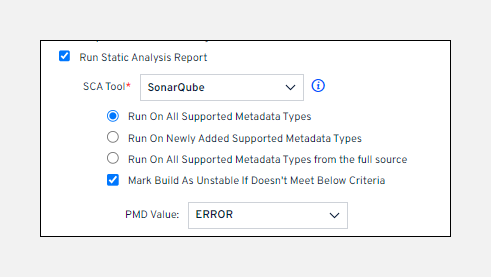 Run Static Analysis Report
SCA Tool* SonarQube
Run On All Supported Metadata Types
Run On Newly Added Supported Metadata Types
Run On All Supported Metadata Types from the full source
Mark Build As Unstable If Doesn't Meet Below Criteria
PMD Value: ERROR